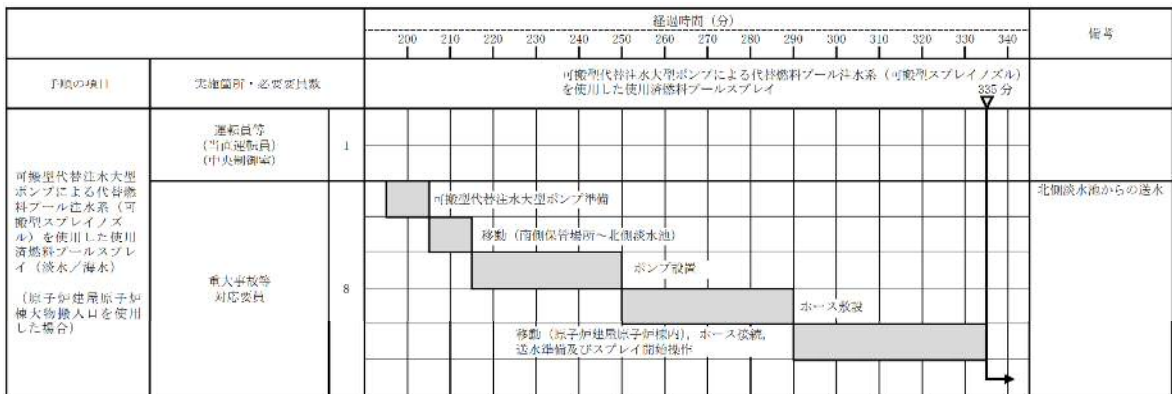 経過時間（分）
備考
200 210 220 230 240 250 260 270 280 290 300 310 320 330 340
手順の項目
実施箇所・必要要員数
可搬型代替注水大型ポンプによる代替燃料プール注水系（可搬型スプレイノズル）
を使用した使用済燃料プールスプレイ
335 分
可搬型代替注水大型
ポンプによる代替燃
料プール注水系（可
搬型スプレイノズ
ル）を使用した使用
済燃料プールスプレ
イ（淡水／海水）
（原子炉建屋原子炉
棟大物搬入口を使用
した場合）
運転員等
（当直運転員）
（中央制御室）
1
重大事故等
対応要員
8
可搬型代替注水大型ポンプ準備
移動（南側保管場所～北側淡水池）
ポンプ設置
ホース敷設
移動（原子炉建屋原子炉棟内），ホース接続，
送水準備及びスプレイ開始操作
北側淡水池からの送水